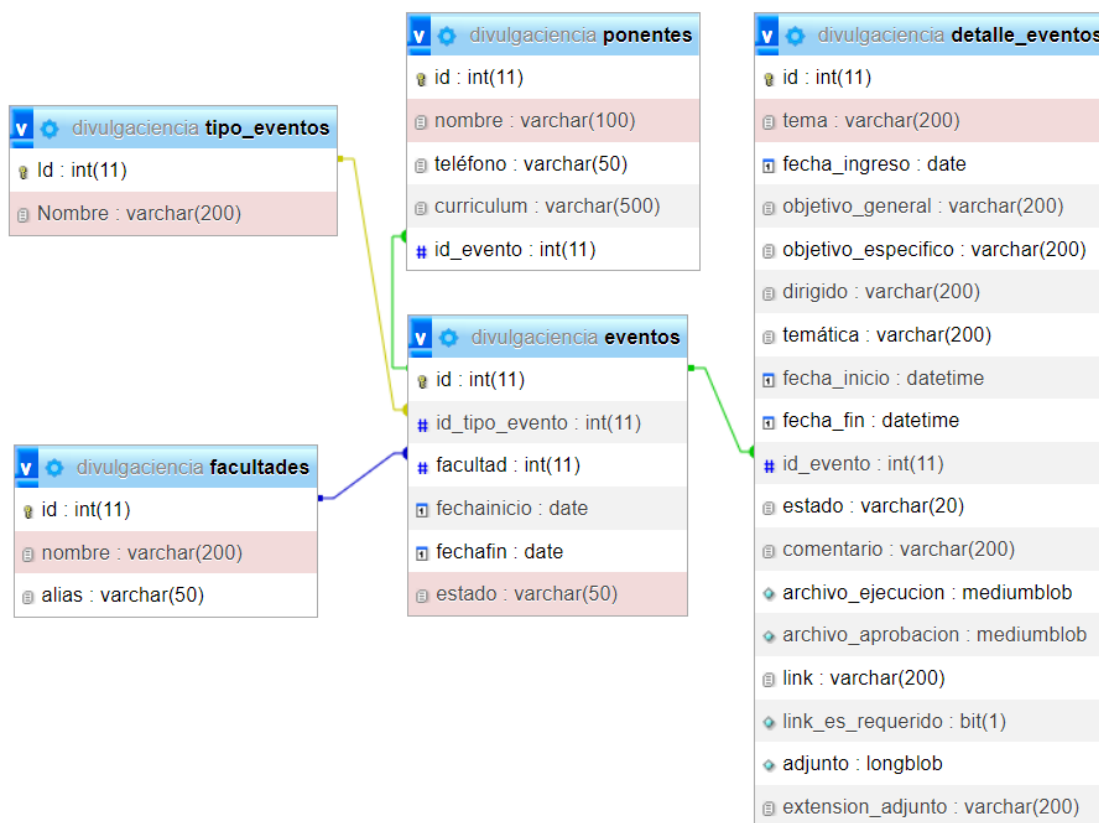 divulgaciencia tipo_eventos
Id : int(11)
Nombre : varchar(200)
divulgaciencia facultades
id : int(11)
nombre : varchar(200)
alias : varchar(50)
divulgaciencia ponentes
id : int(11)
nombre : varchar(100)
teléfono : varchar(50)
curriculum : varchar(500)
id_evento : int(11)
divulgaciencia eventos
id : int(11)
id_tipo_evento : int(11)
facultad : int(11)
fechainicio : date
fechafin : date
estado : varchar(50)
divulgaciencia detalle_eventos
id : int(11)
tema : varchar(200)
fecha_ingreso : date
objetivo_general : varchar(200)
objetivo_especifico : varchar(200)
dirigido : varchar(200)
temática : varchar(200)
fecha_inicio : datetime
fecha_fin : datetime
id_evento : int(11)
estado : varchar(20)
comentario : varchar(200)
archivo_ejecucion : mediumblob
archivo_aprobacion : mediumblob
link : varchar(200)
link_es_requerido : bit(1)
adjunto : longblob
extension_adjunto : varchar(200)